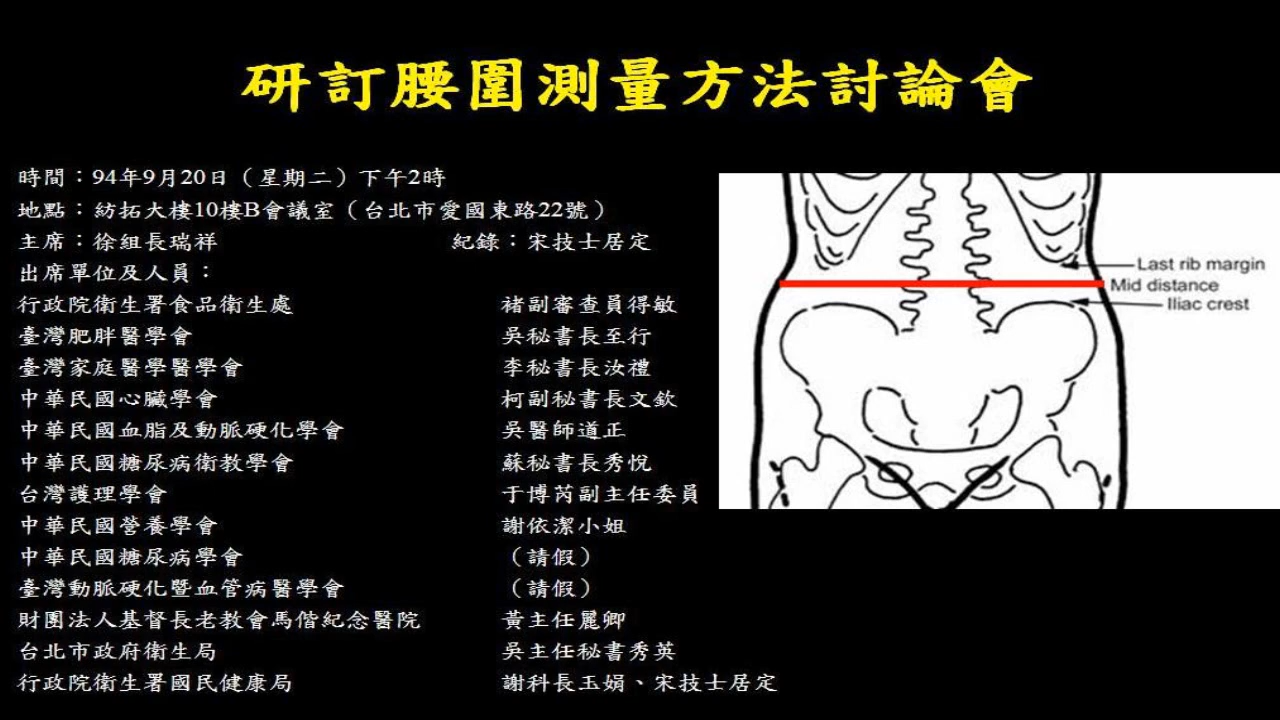 研訂腰圍測量方法討論會
時間：94年9月20日（星期二）下午2時
地點：紡拓大樓10樓B會議室（台北市愛國東路22號）
主席：徐組長瑞祥 紀錄：宋技士居定
出席單位及人員：
行政院衛生署食品衛生處 褚副審查員得敏
臺灣肥胖醫學會 吳秘書長至行
臺灣家庭醫學醫學會 李秘書長汝禮
中華民國心臟學會 柯副秘書長文欽
中華民國血脂及動脈硬化學會 吳醫師道正
中華民國糖尿病衛教學會 蘇秘書長秀悅
台灣護理學會 于博芮副主任委員
中華民國營養學會 謝依潔小姐
中華民國糖尿病學會 （請假）
臺灣動脈硬化暨血管病醫學會 （請假）
財團法人基督長老教會馬偕紀念醫院 黃主任麗卿
台北市政府衛生局 吳主任秘書秀英
行政院衛生署國民健康局 謝科長玉娟、宋技士居定
Last rib margin
Mid distance
Iliac crest